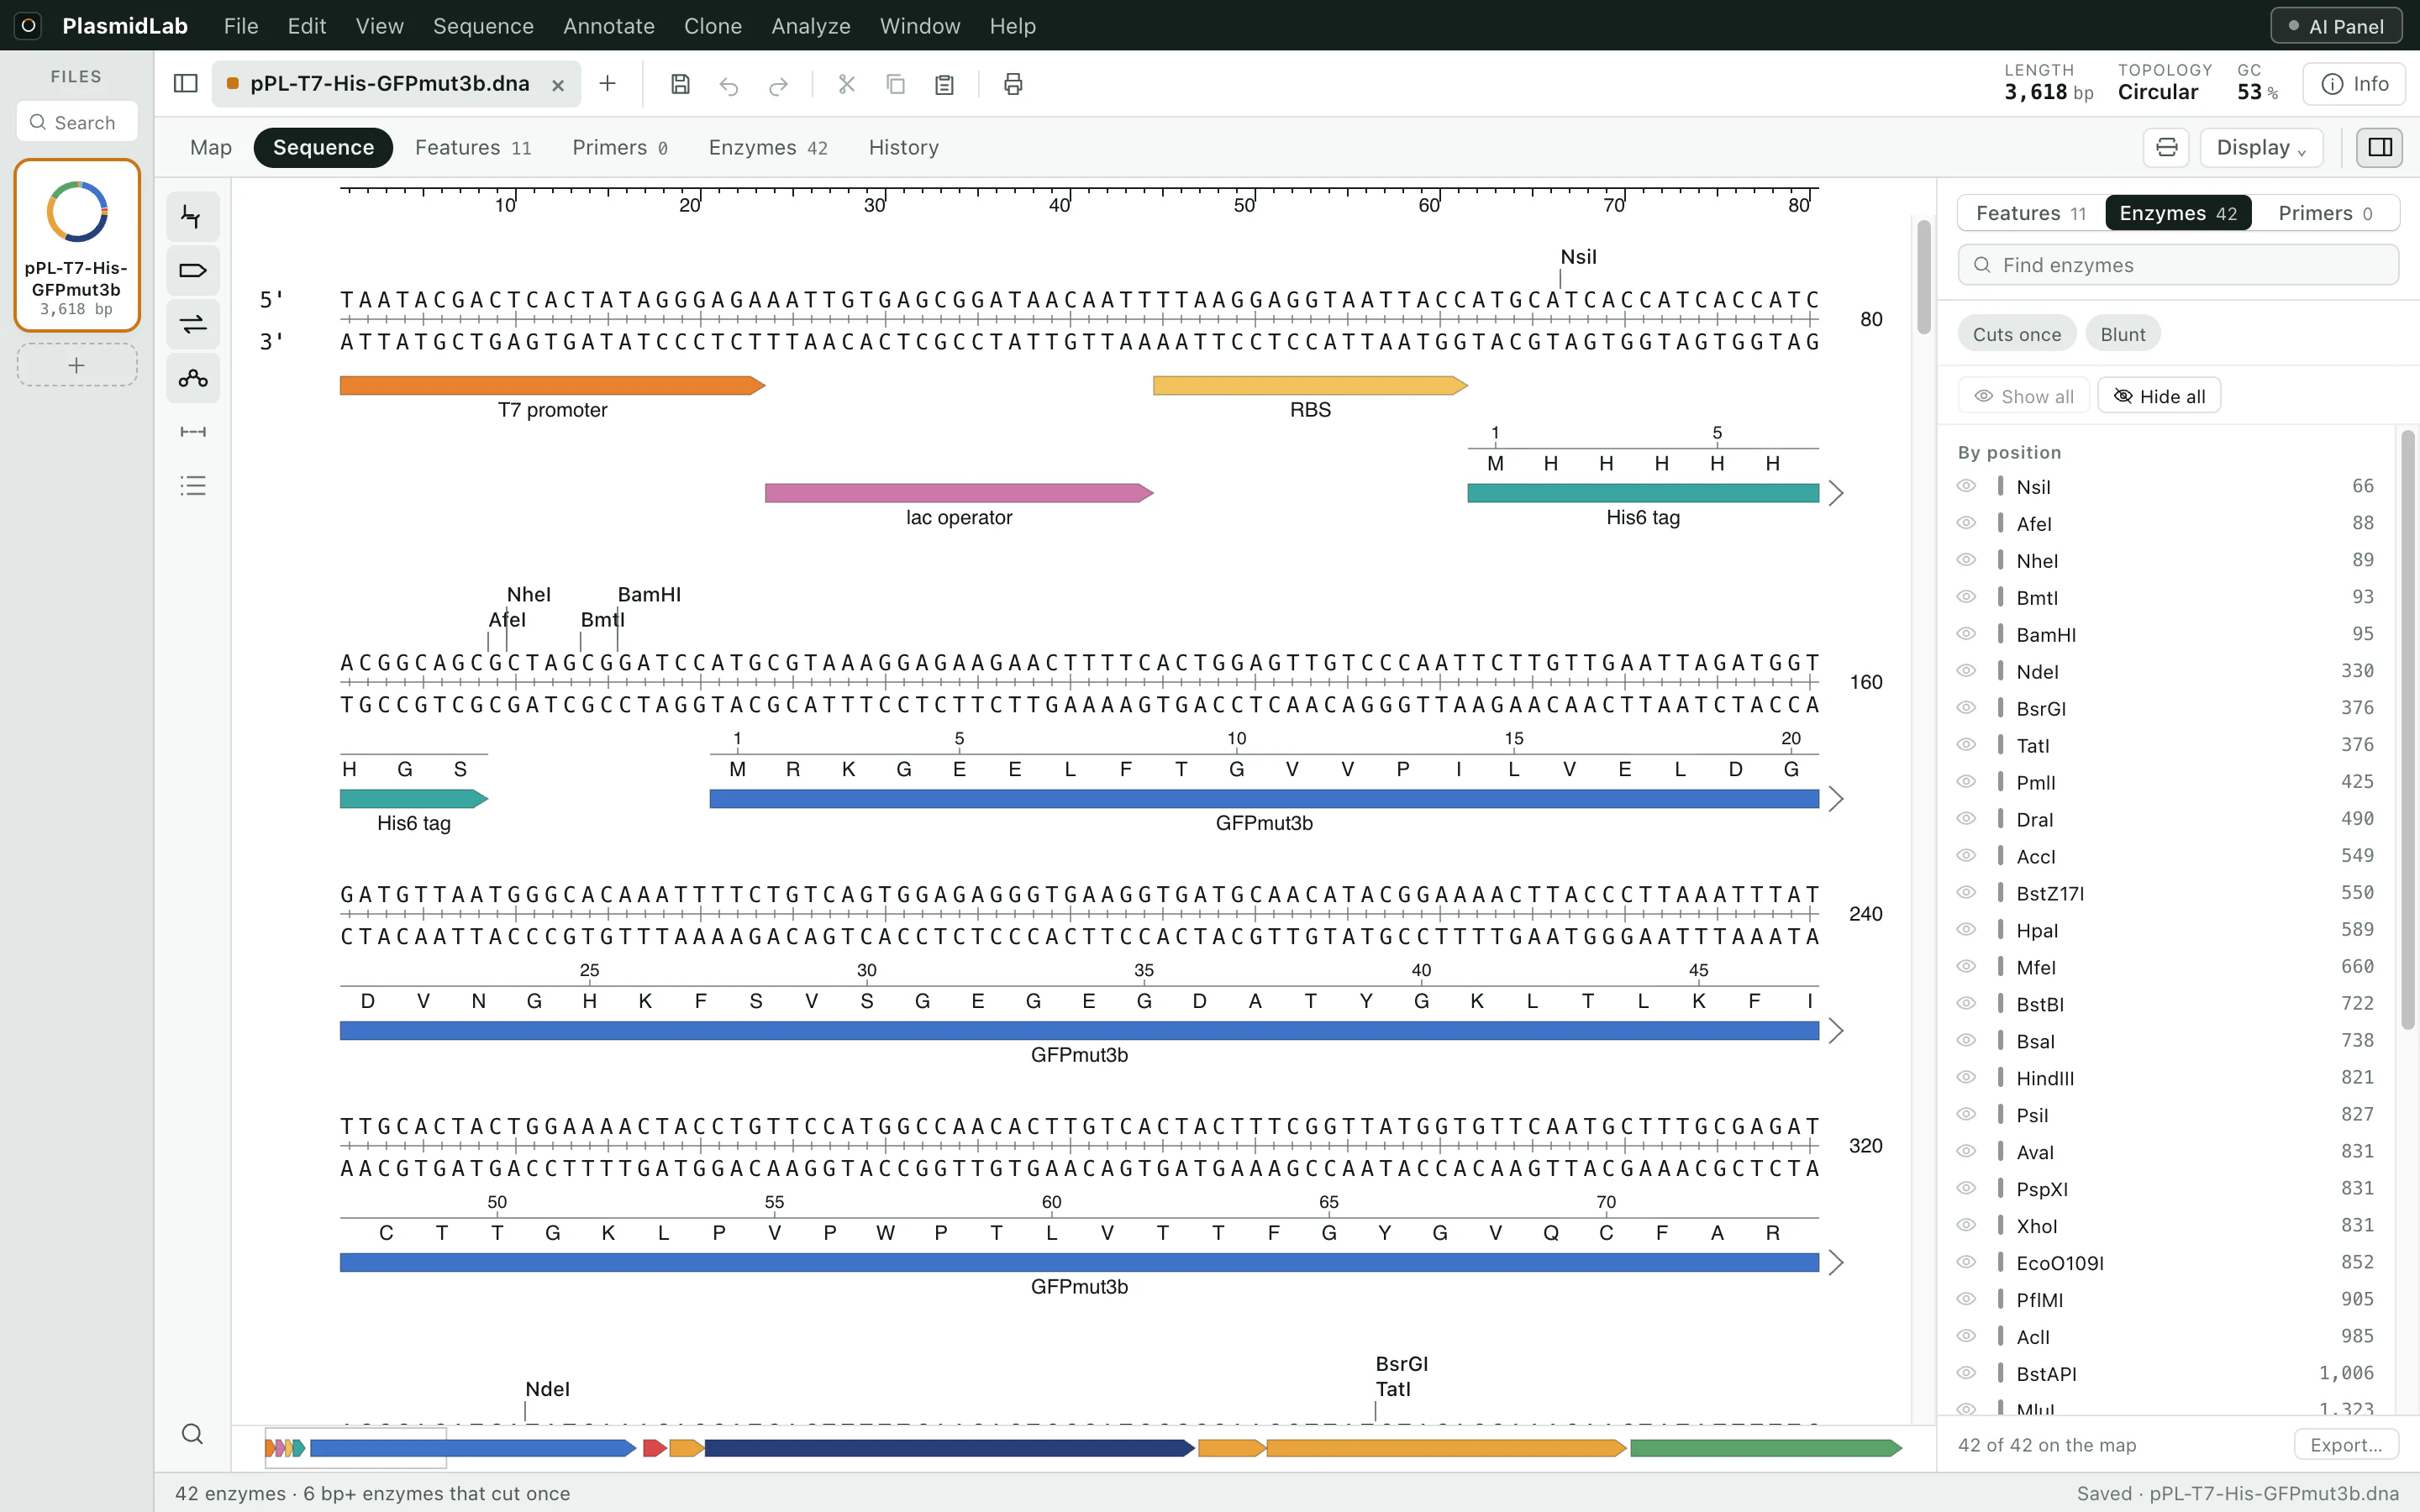 PlasmidLab File Edit View Sequence Annotate Clone Analyze Window Help AI Panel
FILES
Search
pPL-T7-His-
GFPmut3b
3,618 bp
pPL-T7-His-GFPmut3b.dna
LENGTH TOPOLOGY GC
3,618 bp Circular 53 % Info
Map Sequence Features 11 Primers 0 Enzymes 42 History Display
10 20 30 40 50 60 70 80
NsiI
5' TAATACGACTCACTATAGGGAGAAATTGTGAGCGGATAACAATTTTAAGGAGGTAATTACCATGCATCACCATCACCATC
80
3' ATTATGCTGAGTGATATCCCTCTTTAACACTCGCCTATTGTTAAAATTCCTCCATTAATGGTACGTAGTGGTAGTGGTAG
T7 promoter RBS
1 5
M H H H H H
lac operator His6 tag
NheI BamHI
AfeI BmtI
ACGGCAGCGCTAGCGGATCCATGCGTAAAGGAGAAGAACTTTTCACTGGAGTTGTCCCAATTCTTGTTGAATTAGATGGT
160
TGCCGTCGCGATCGCCTAGGTACGCATTTCCTCTTCTTGAAAAGTGACCTCAACAGGGTTAAGAACAACTTAATCTACCA
1 5 10 15 20
H G S M R K G E E L F T G V V P I L V E L D G
His6 tag GFPmut3b
GATGTTAATGGGCACAAATTTTCTGTCAGTGGAGAGGGTGAAGGTGATGCAACATACGGAAAACTTACCCTTAAATTTAT
240
CTACAATTACCCGTGTTTAAAAGACAGTCACCTCTCCCACTTCCACTACGTTGTATGCCTTTTGAATGGGAATTTAAATA
25 30 35 40 45
D V N G H K F S V S G E G E G D A T Y G K L T L K F I
GFPmut3b
TTGCACTACTGGAAAACTACCTGTTCCATGGCCAACACTTGTCACTACTTTCGGTTATGGTGTTCAATGCTTTGCGAGAT
320
AACGTGATGACCTTTTGATGGACAAGGTACCGGTTGTGAACAGTGATGAAAGCCAATACCACAAGTTACGAAACGCTCTA
50 55 60 65 70
C T T G K L P V P W P T L V T T F G Y G V Q C F A R
GFPmut3b
BsrGI
NdeI TatI
Features 11 Enzymes 42 Primers 0
Find enzymes
Cuts once Blunt
Show all Hide all
By position
NsiI 66
AfeI 88
NheI 89
BmtI 93
BamHI 95
NdeI 330
BsrGI 376
TatI 376
PmlI 425
DraI 490
AccI 549
BstZ17I 550
HpaI 589
MfeI 660
BstBI 722
BsaI 738
HindIII 821
PsiI 827
AvaI 831
PspXI 831
XhoI 831
EcoO109I 852
PflMI 905
AclI 985
BstAPI 1,006
MluI 1,323
42 of 42 on the map Export...
42 enzymes · 6 bp+ enzymes that cut once Saved · pPL-T7-His-GFPmut3b.dna